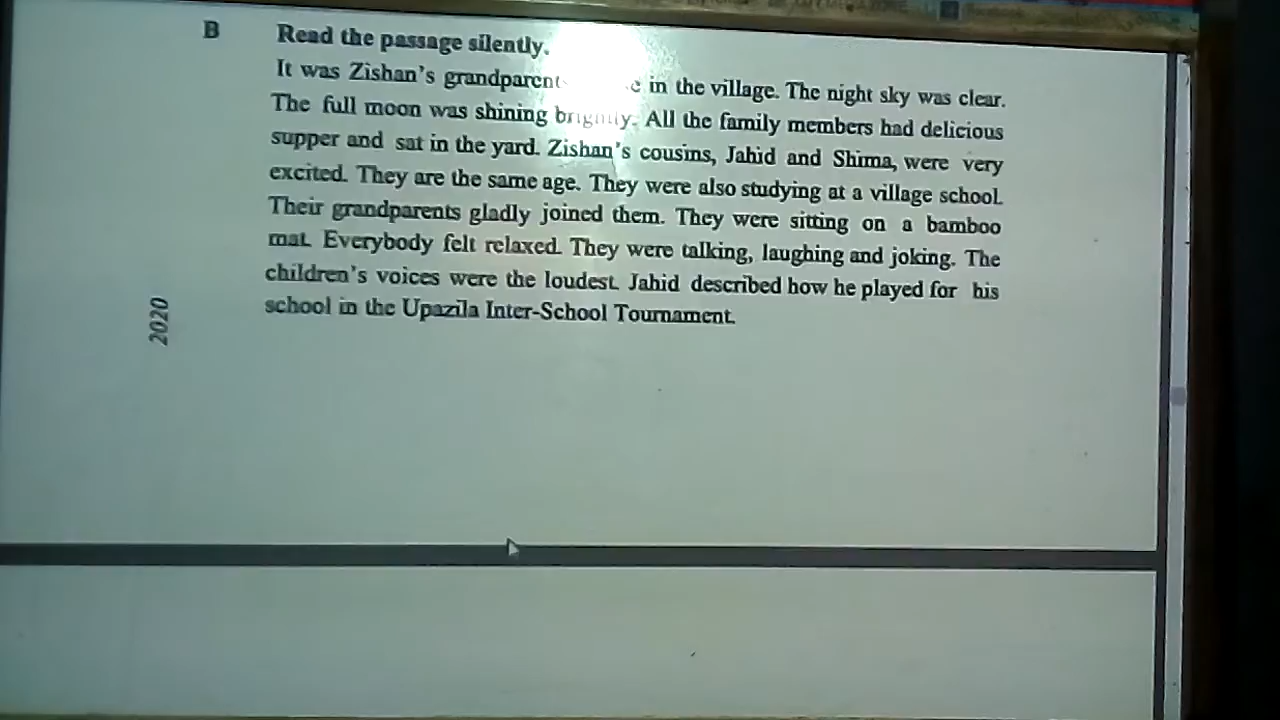 B Read the passage silently.
It was Zishan's grandparent in the village. The night sky was clear.
The full moon was shining brightly. All the family members had delicious
supper and sat in the yard. Zishan's cousins, Jahid and Shima, were very
excited. They are the same age. They were also studying at a village school.
Their grandparents gladly joined them. They were sitting on a bamboo
mat. Everybody felt relaxed. They were talking, laughing and joking. The
children's voices were the loudest. Jahid described how he played for his
school in the Upazila Inter-School Tournament.
2020